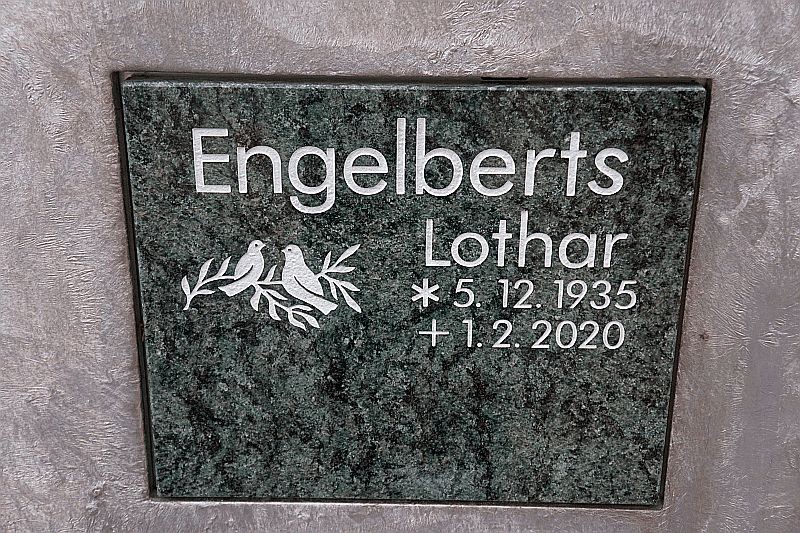 Engelberts
Lothar
* 5. 12. 1935
+ 1. 2. 2020